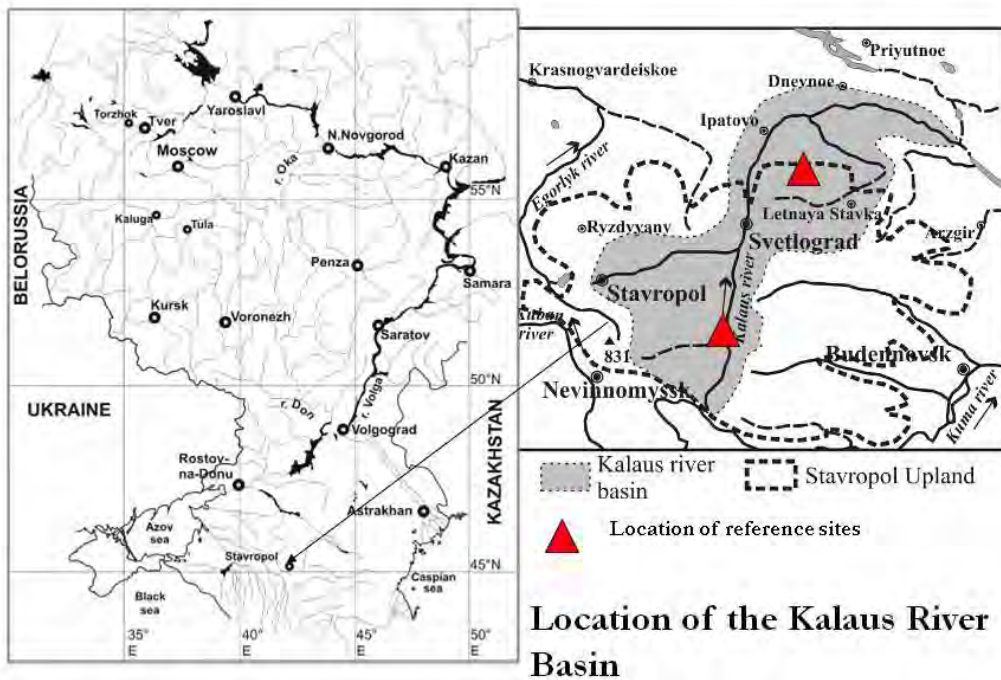 Yaroslavl
Torzhok
Tver
N.Novgorod
Moscow
Kazan
r. Oka
55°N
Kaluga
Tula
BELORUSSIA
Penza
Samara
Kursk
Voronezh
Saratov
50°N
UKRAINE
r. Don
r. Volga
Volgograd
KAZAKHSTAN
Rostov-
na-Donu
Astrakhan
Azov
sea
Stavropol
45°N
Caspian
sea
Black
sea
35°
E
40°
E
45°
E
50°
E
Priyutnoe
Krasnogvardeiskoe
Dneynoe
Ipatovo
Egorlyk river
Letnaya Stavka
Ryzdvyany
Svetlograd
Arzgir
Stavropol
Kalaus river
Kuban
river
831
Budennovsk
Nevinnomyssk
Kuma river
Kalaus river
basin
Stavropol Upland
Location of reference sites
Location of the Kalaus River
Basin